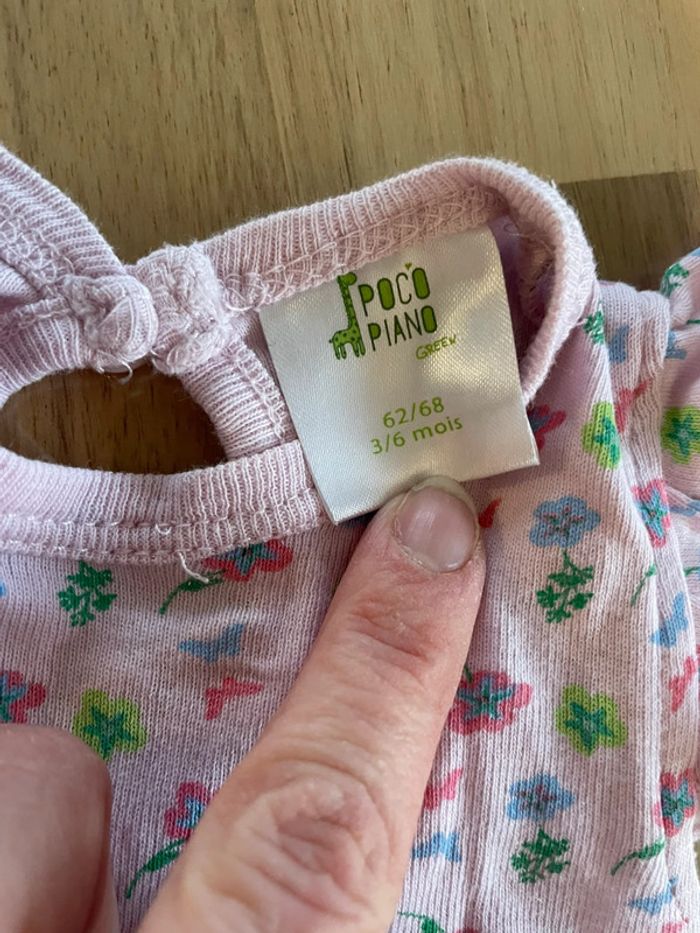 POCO
PIANO
GREEN
62/68
3/6 mois